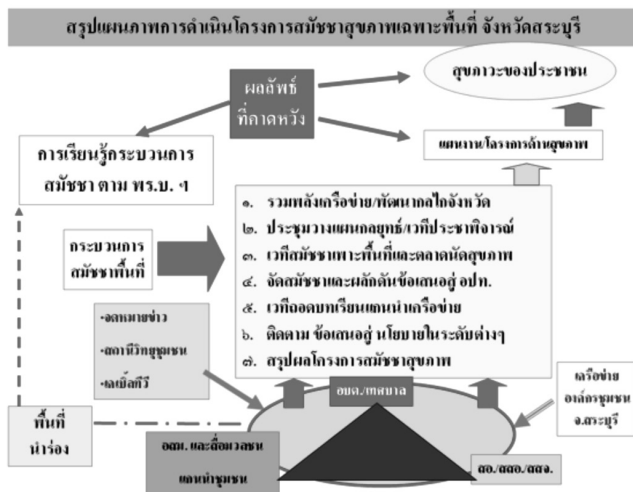 สรุปแผนภาพการดำเนินโครงการสมัชชาสุขภาพเฉพาะพื้นที่ จังหวัดสระบุรี
สุขภาวะของประชาชน
ผลลัพธ์
ที่คาดหวัง
แผนงาน/โครงการด้านสุขภาพ
การเรียนรู้กระบวนการ
สมัชชา ตาม พร.บ. ฯ
กระบวนการ
สมัชชาพื้นที่
๑. รวมพลังเครือข่าย/พัฒนากลไกจังหวัด
๒. ประชุมวางแผนกลยุทธ์/เวทีประชาพิจารณ์
๓. เวทีสมัชชาเพาะพื้นที่และตลาดนัดสุขภาพ
๔. จัดสมัชชาและผลักดันข้อเสนอสู่ อปท.
๕. เวทีถอดบทเรียนแกนนำเครือข่าย
๖. ติดตาม ข้อเสนอสู่ นโยบายในระดับต่างๆ
๗. สรุปผลโครงการสมัชชาสุขภาพ
•จดหมายข่าว
•สถานีวิทยุชุมชน
•เคเบิ้ลทีวี
อบต./เทศบาล
เครือข่าย
องค์กรชุมชน
จ.สระบุรี
พื้นที่
นำร่อง
อสม. และสื่อมวลชน
แกนนำชุมชน
สอ./สสอ./สสจ.